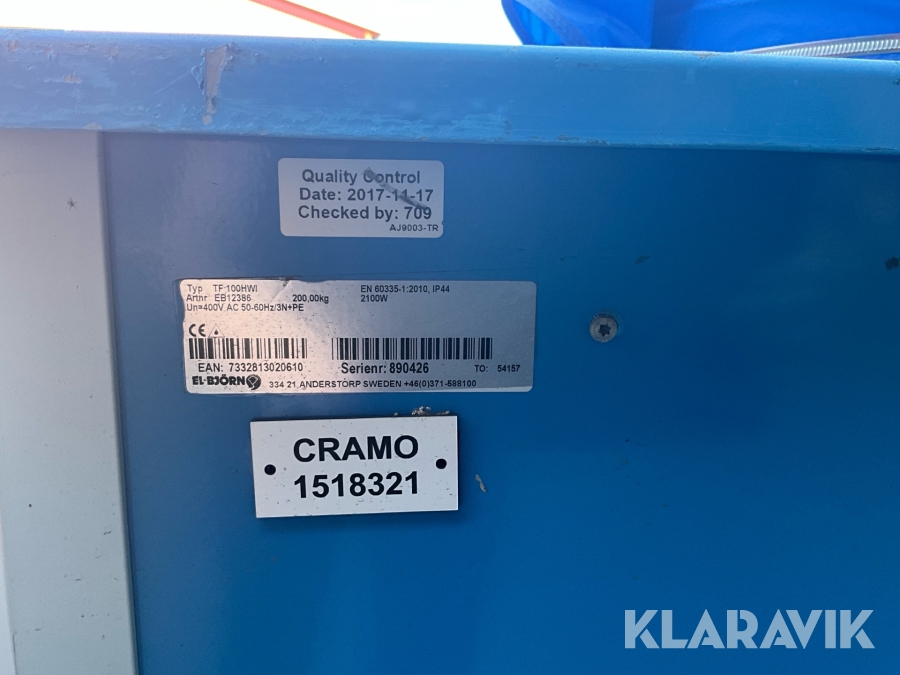 Quality Control
Date: 2017-11-17
Checked by: 709
AJ9003-TR
Typ TF 100HWI EN 60335-1:2010, IP44
Artnr EB12386 200,00kg 2100W
Un=400V AC 50-60Hz/3N+PE
CE
EAN: 7332813020610 Serienr: 890426 TO: 54157
EL-BJÖRN 334 21 ANDERSTORP SWEDEN +46(0)371-588100
CRAMO
1518321
KLARAVIK